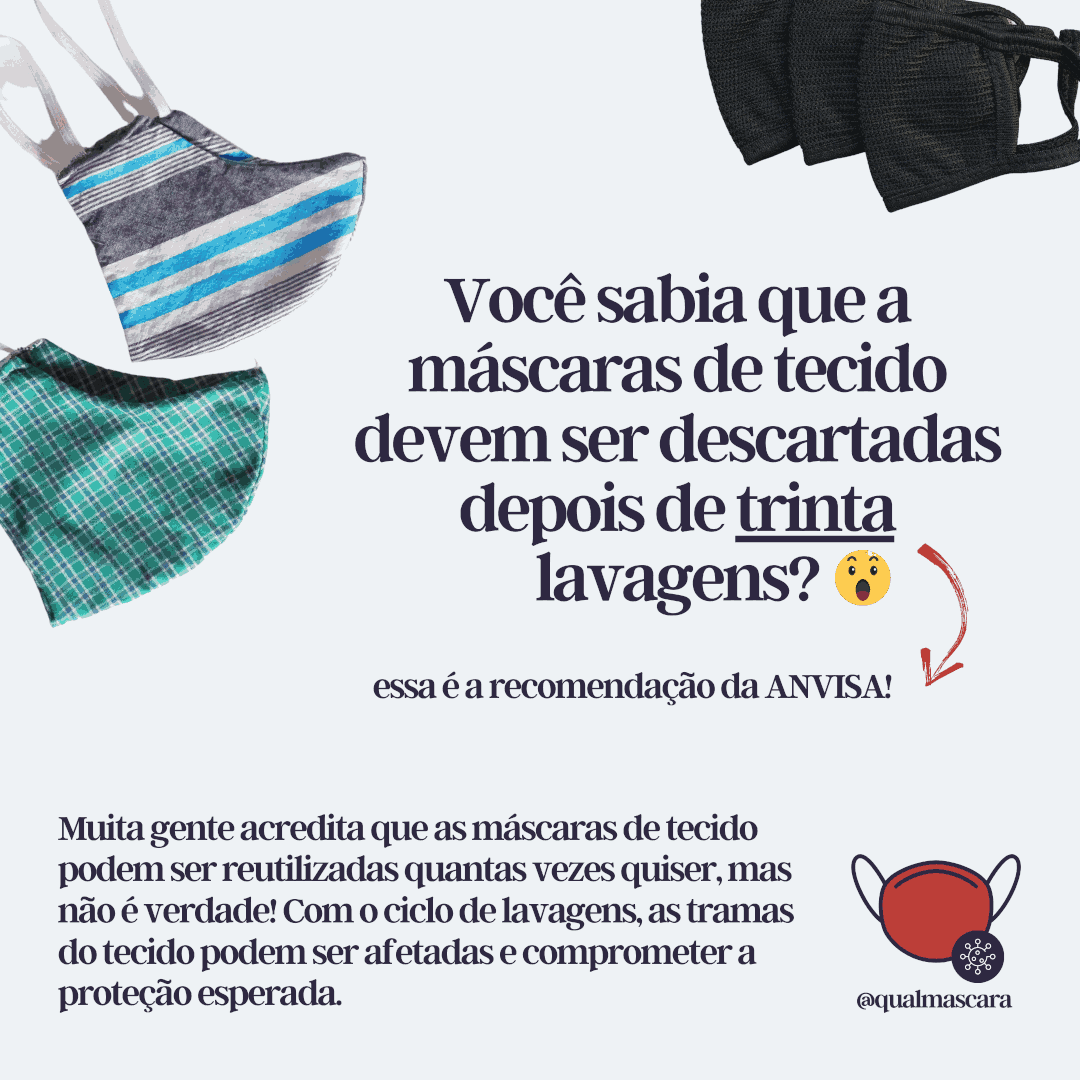 Você sabia que a
máscaras de tecido
devem ser descartadas
depois de trinta
lavagens? 😲
essa é a recomendação da ANVISA!
Muita gente acredita que as máscaras de tecido
podem ser reutilizadas quantas vezes quiser, mas
não é verdade! Com o ciclo de lavagens, as tramas
do tecido podem ser afetadas e comprometer a
proteção esperada.
@qualmascara